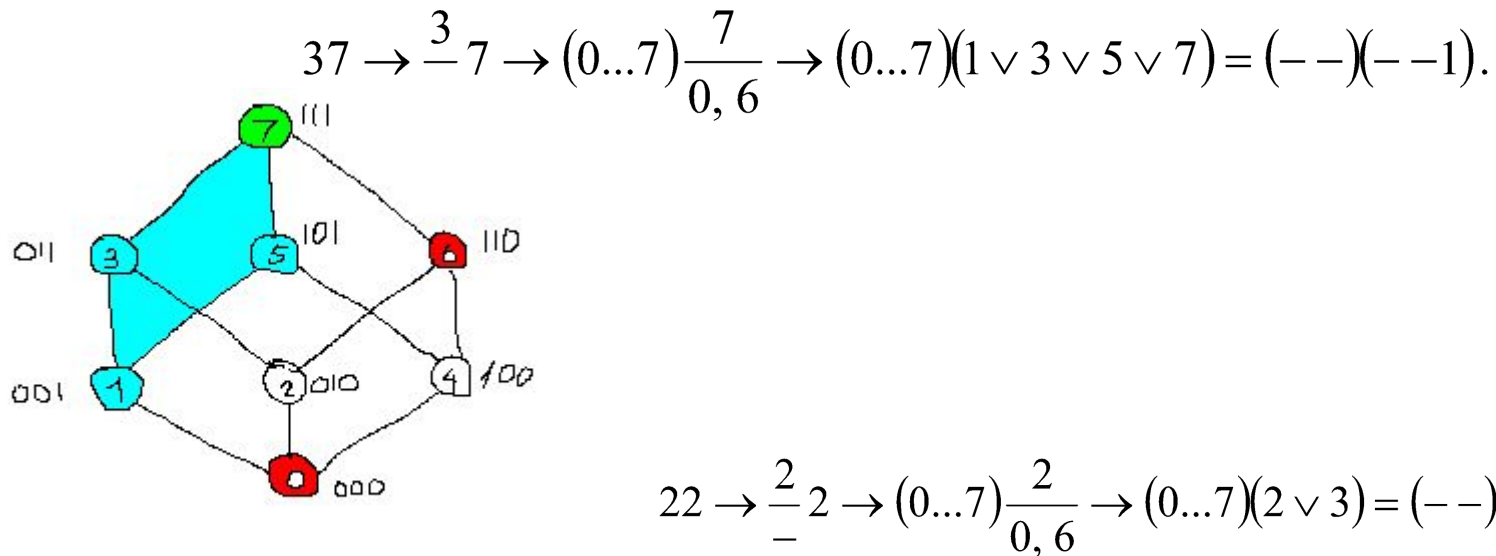 37 → 3/– 7 → (0...7) 7/0, 6 → (0...7)(1 ∨ 3 ∨ 5 ∨ 7) = (– –)(– –1).
7 111
011 3 5 101 6 110
001 1 2 010 4 100
0 000
22 → 2/– 2 → (0...7) 2/0, 6 → (0...7)(2 ∨ 3) = (– –)